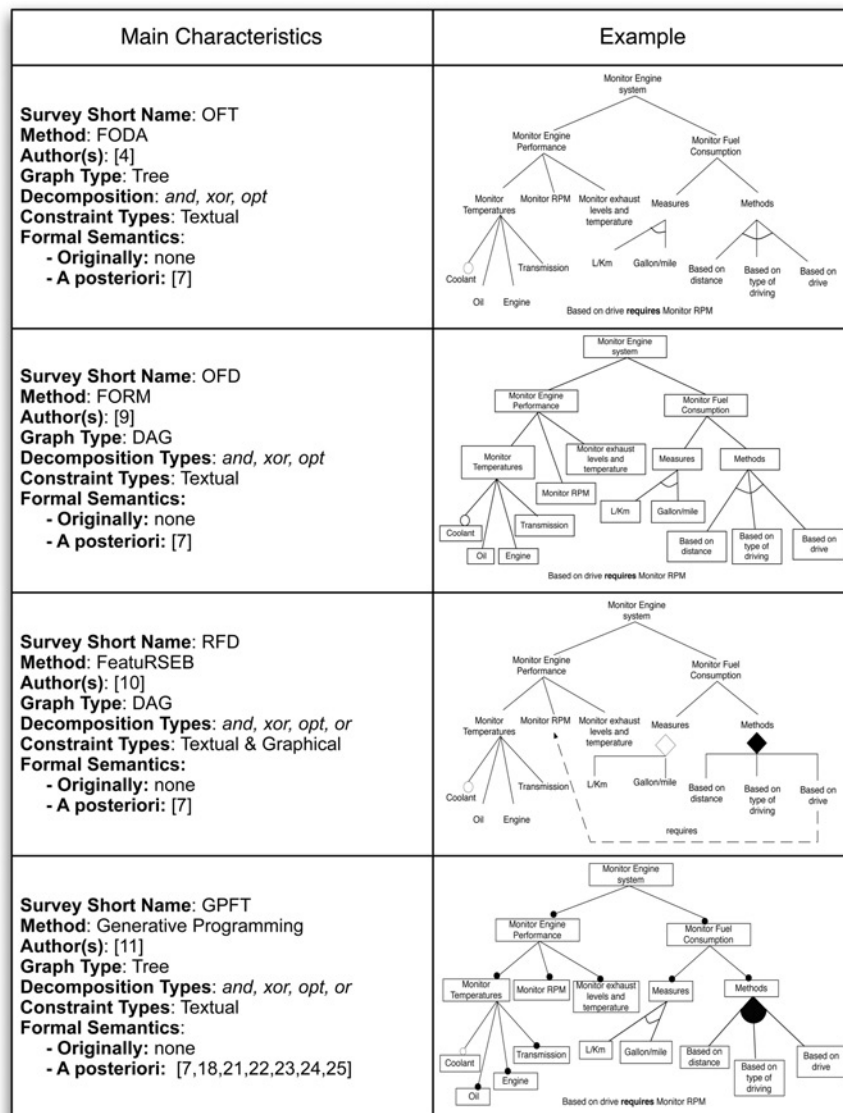 Main Characteristics
Example
Survey Short Name: OFT
Method: FODA
Author(s): [4]
Graph Type: Tree
Decomposition: and, xor, opt
Constraint Types: Textual
Formal Semantics:
- Originally: none
- A posteriori: [7]
Monitor Engine
system
Monitor Engine
Performance
Monitor Fuel
Consumption
Monitor
Temperatures
Monitor RPM
Monitor exhaust
levels and
temperature
Measures
Methods
Coolant
Oil
Engine
Transmission
L/Km
Gallon/mile
Based on
distance
Based on
type of
driving
Based on
drive
Based on drive requires Monitor RPM
Survey Short Name: OFD
Method: FORM
Author(s): [9]
Graph Type: DAG
Decomposition Types: and, xor, opt
Constraint Types: Textual
Formal Semantics:
- Originally: none
- A posteriori: [7]
Monitor Engine
system
Monitor Engine
Performance
Monitor Fuel
Consumption
Monitor
Temperatures
Monitor RPM
Monitor exhaust
levels and
temperature
Measures
Methods
Coolant
Oil
Engine
Transmission
L/Km
Gallon/mile
Based on
distance
Based on
type of
driving
Based on
drive
Based on drive requires Monitor RPM
Survey Short Name: RFD
Method: FeatuRSEB
Author(s): [10]
Graph Type: DAG
Decomposition Types: and, xor, opt, or
Constraint Types: Textual & Graphical
Formal Semantics:
- Originally: none
- A posteriori: [7]
Monitor Engine
system
Monitor Engine
Performance
Monitor Fuel
Consumption
Monitor
Temperatures
Monitor RPM
Monitor exhaust
levels and
temperature
Measures
Methods
Coolant
Oil
Engine
Transmission
L/Km
Gallon/mile
Based on
distance
Based on
type of
driving
Based on
drive
requires
Survey Short Name: GPFT
Method: Generative Programming
Author(s): [11]
Graph Type: Tree
Decomposition Types: and, xor, opt, or
Constraint Types: Textual
Formal Semantics:
- Originally: none
- A posteriori: [7,18,21,22,23,24,25]
Monitor Engine
system
Monitor Engine
Performance
Monitor Fuel
Consumption
Monitor
Temperatures
Monitor RPM
Monitor exhaust
levels and
temperature
Measures
Methods
Coolant
Oil
Engine
Transmission
L/Km
Gallon/mile
Based on
distance
Based on
type of
driving
Based on
drive
Based on drive requires Monitor RPM